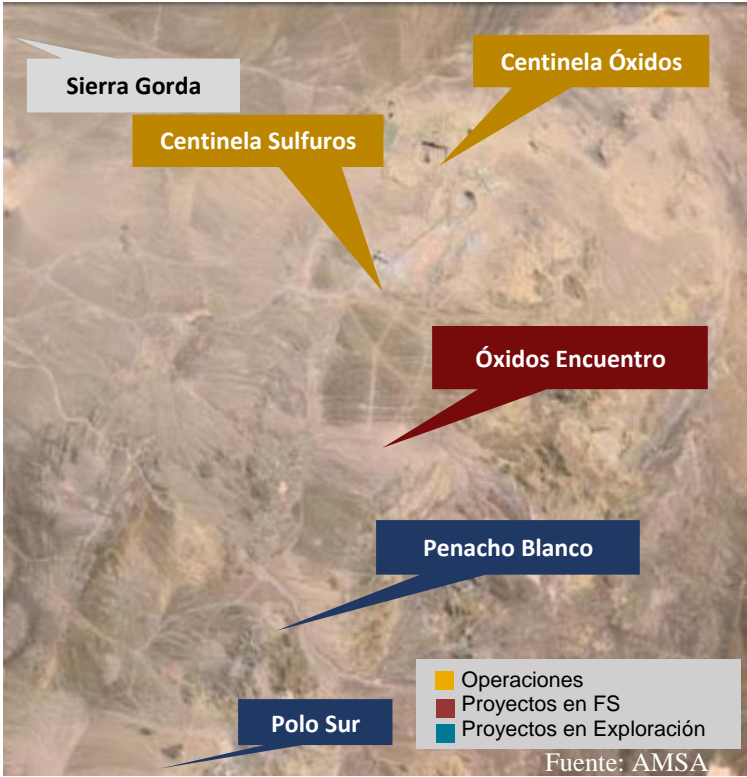 Centinela Óxidos
Sierra Gorda
Centinela Sulfuros
Óxidos Encuentro
Penacho Blanco
Polo Sur
Operaciones
Proyectos en FS
Proyectos en Exploración
Fuente: AMSA